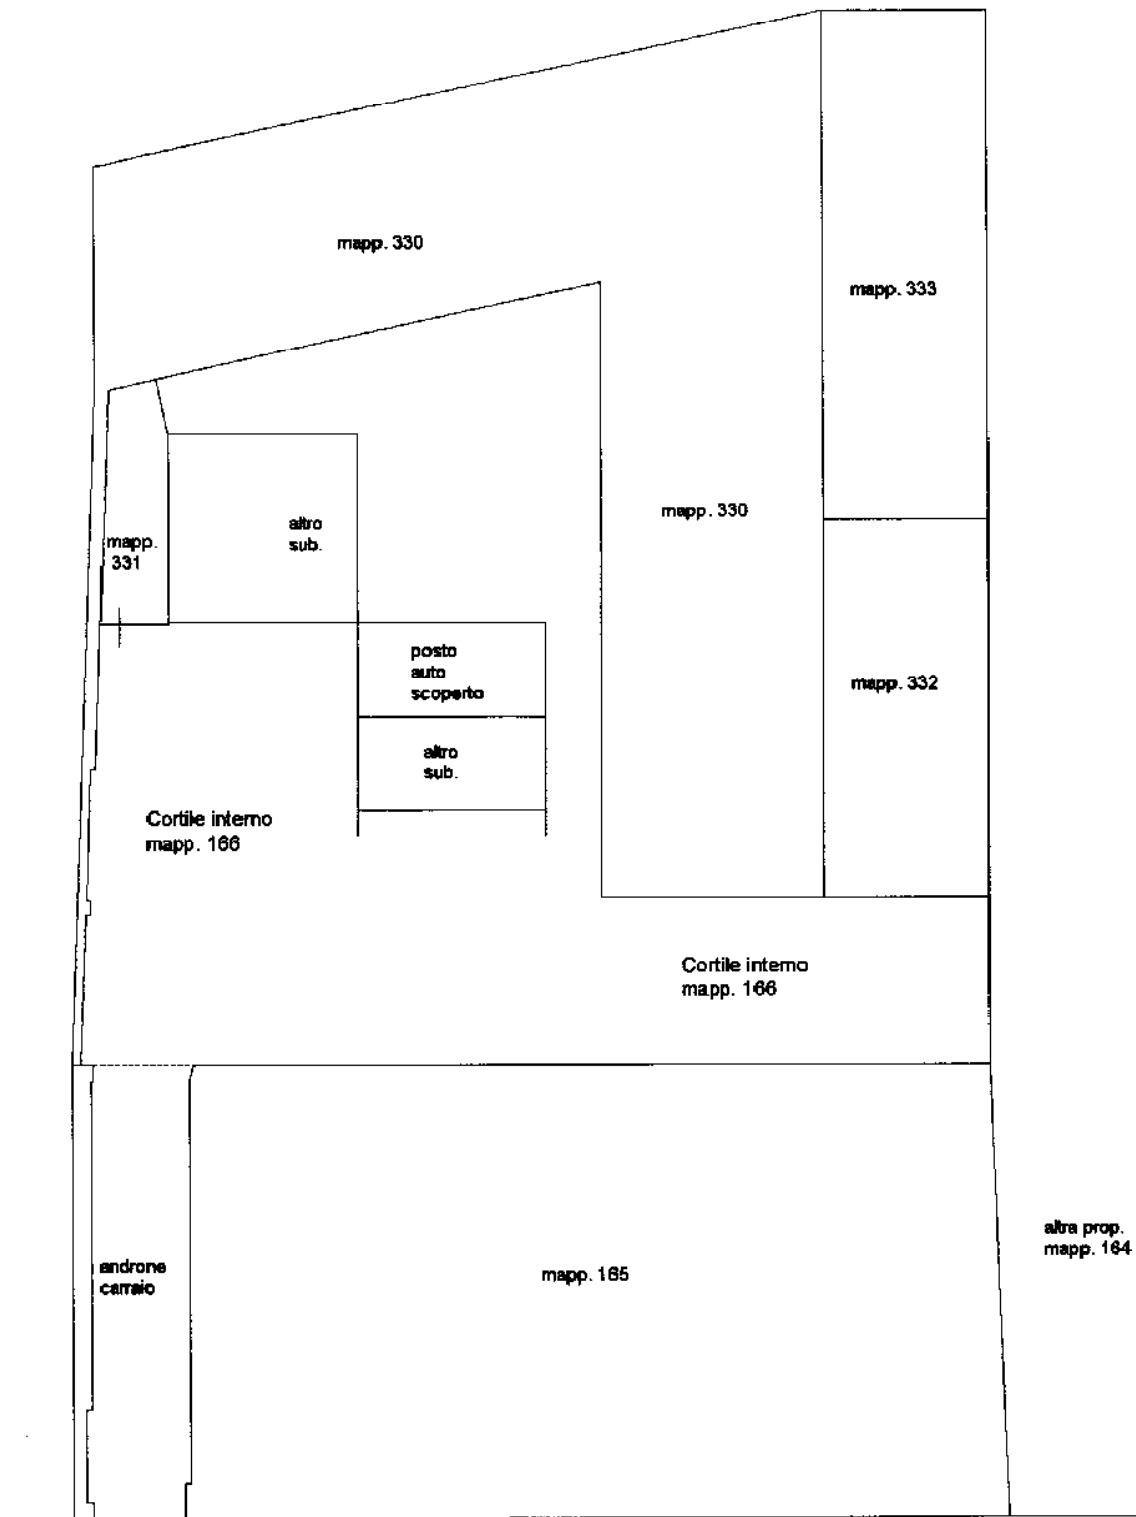 mapp. 330
mapp. 333
mapp. 330
altro
sub.
mapp.
331
posto
auto
scoperto
mapp. 332
altro
sub.
Cortile interno
mapp. 166
Cortile interno
mapp. 166
altra prop.
mapp. 164
androne
carraio
mapp. 165